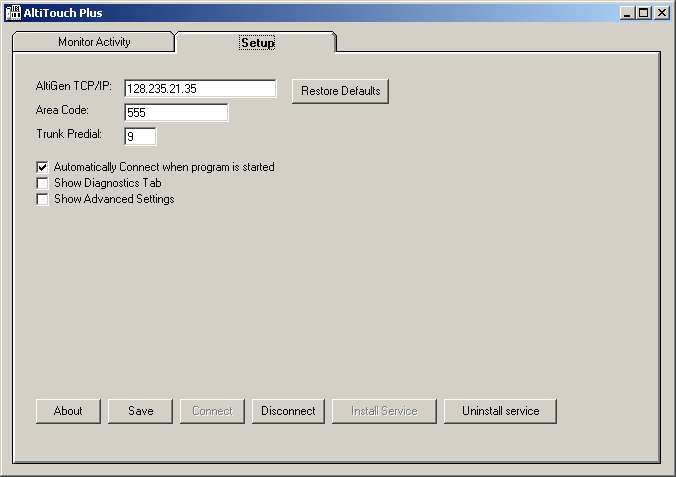 AltiTouch Plus
Monitor Activity
Setup
AltiGen TCP/IP: 128.235.21.35 Restore Defaults
Area Code: 555
Trunk Predial: 9
Automatically Connect when program is started
Show Diagnostics Tab
Show Advanced Settings
About Save Connect Disconnect Install Service Uninstall service